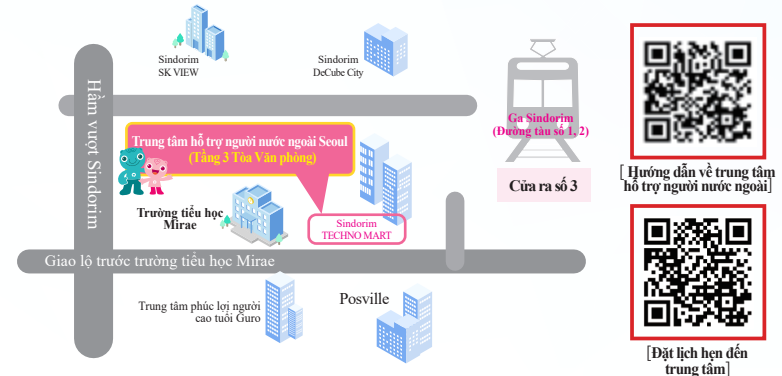 Sindorim
SK VIEW
Sindorim
DeCube City
Hầm vượt Sindorim
Ga Sindorim
(Đường tàu số 1, 2)
Cửa ra số 3
Trung tâm hỗ trợ người nước ngoài Seoul
(Tầng 3 Tòa Văn phòng)
Trường tiểu học
Mirae
Sindorim
TECHNO MART
Giao lộ trước trường tiểu học Mirae
Trung tâm phúc lợi người
cao tuổi Guro
Posville
[ Hướng dẫn về trung tâm
hỗ trợ người nước ngoài]
[Đặt lịch hẹn đến
trung tâm]